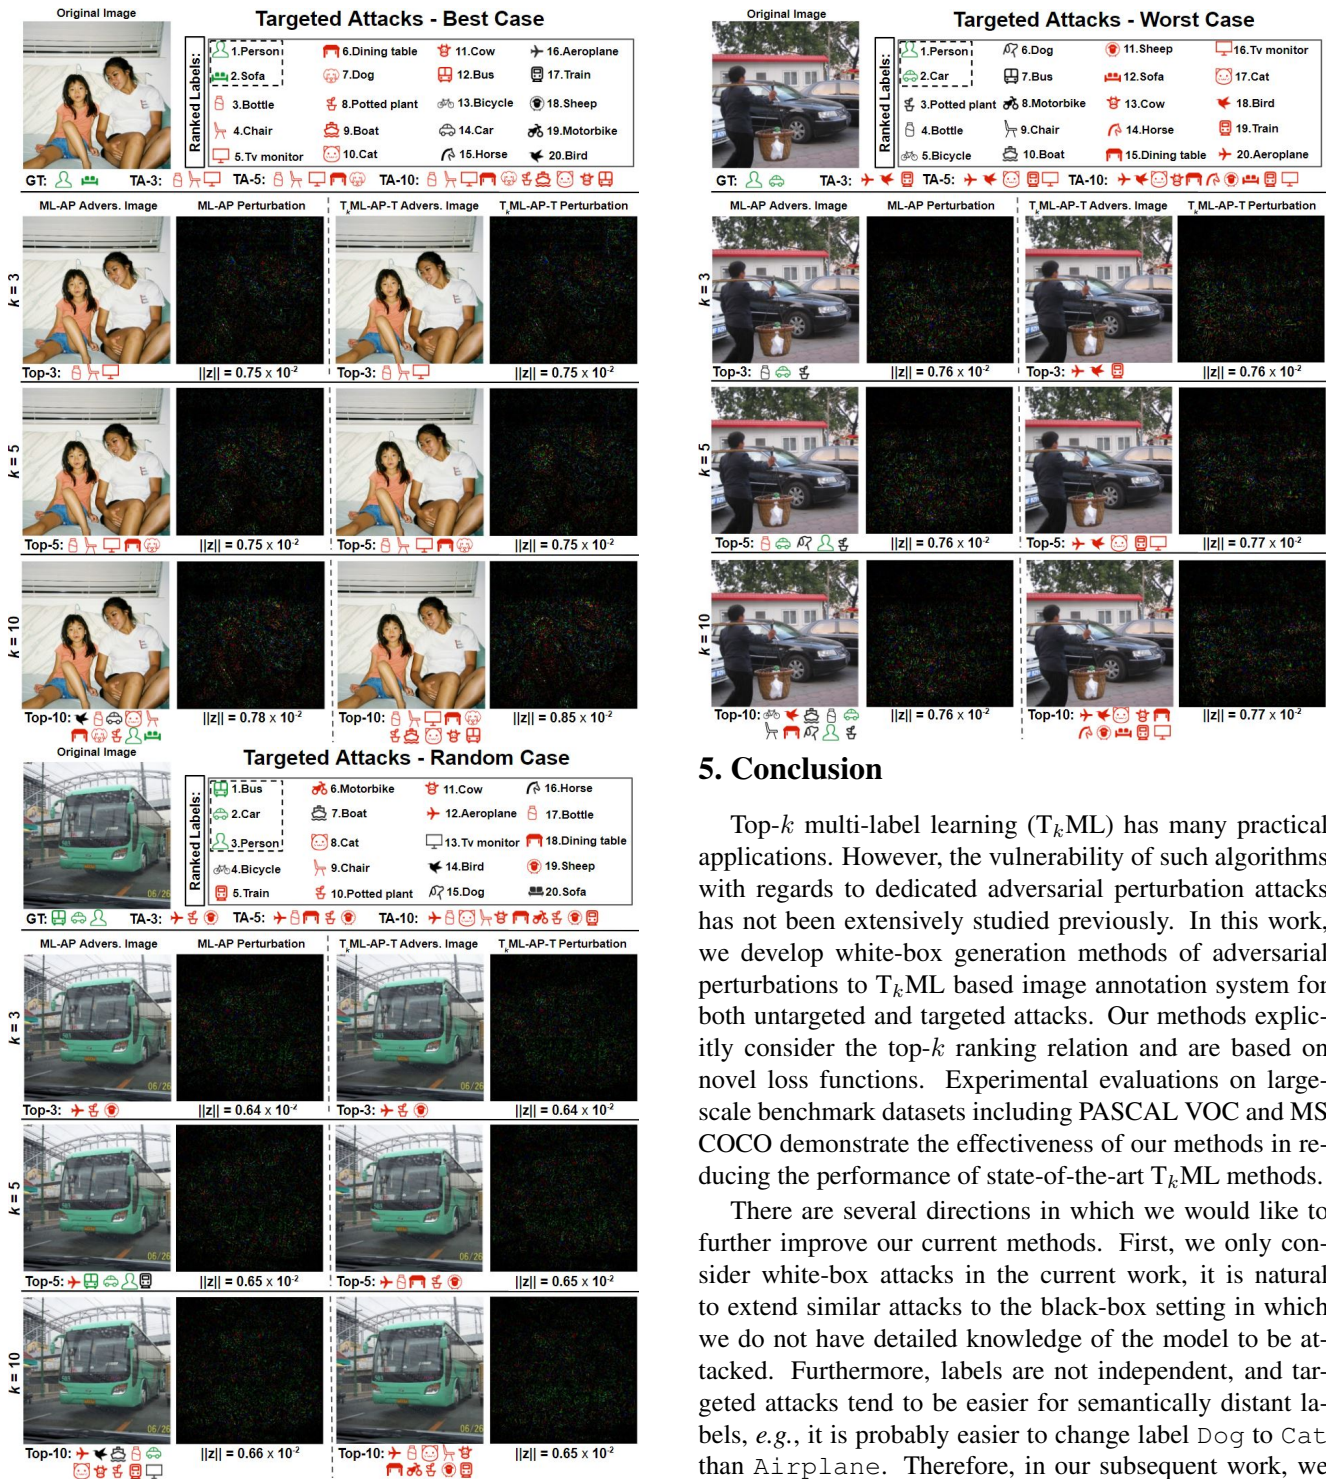 Original Image
Targeted Attacks - Best Case
Ranked Labels:
1.Person 6.Dining table 11.Cow 16.Aeroplane
2.Sofa 7.Dog 12.Bus 17.Train
3.Bottle 8.Potted plant 13.Bicycle 18.Sheep
4.Chair 9.Boat 14.Car 19.Motorbike
5.Tv monitor 10.Cat 15.Horse 20.Bird
GT: TA-3: TA-5: TA-10:
ML-AP Advers. Image ML-AP Perturbation TkML-AP-T Advers. Image TkML-AP-T Perturbation
k = 3
Top-3: ||z|| = 0.75 x 10-2 Top-3: ||z|| = 0.75 x 10-2
k = 5
Top-5: ||z|| = 0.75 x 10-2 Top-5: ||z|| = 0.75 x 10-2
k = 10
Top-10: ||z|| = 0.78 x 10-2 Top-10: ||z|| = 0.85 x 10-2
Original Image
Targeted Attacks - Random Case
Ranked Labels:
1.Bus 6.Motorbike 11.Cow 16.Horse
2.Car 7.Boat 12.Aeroplane 17.Bottle
3.Person 8.Cat 13.Tv monitor 18.Dining table
4.Bicycle 9.Chair 14.Bird 19.Sheep
5.Train 10.Potted plant 15.Dog 20.Sofa
06/26
GT: TA-3: TA-5: TA-10:
ML-AP Advers. Image ML-AP Perturbation TkML-AP-T Advers. Image TkML-AP-T Perturbation
k = 3
06/26 06/26
Top-3: ||z|| = 0.64 x 10-2 Top-3: ||z|| = 0.64 x 10-2
k = 5
06/26 06/26
Top-5: ||z|| = 0.65 x 10-2 Top-5: ||z|| = 0.65 x 10-2
k = 10
06/26 06/26
Top-10: ||z|| = 0.66 x 10-2 Top-10: ||z|| = 0.65 x 10-2
Original Image
Targeted Attacks - Worst Case
Ranked Labels:
1.Person 6.Dog 11.Sheep 16.Tv monitor
2.Car 7.Bus 12.Sofa 17.Cat
3.Potted plant 8.Motorbike 13.Cow 18.Bird
4.Bottle 9.Chair 14.Horse 19.Train
5.Bicycle 10.Boat 15.Dining table 20.Aeroplane
GT: TA-3: TA-5: TA-10:
ML-AP Advers. Image ML-AP Perturbation TkML-AP-T Advers. Image TkML-AP-T Perturbation
k = 3
Top-3: ||z|| = 0.76 x 10-2 Top-3: ||z|| = 0.76 x 10-2
k = 5
Top-5: ||z|| = 0.76 x 10-2 Top-5: ||z|| = 0.77 x 10-2
k = 10
Top-10: ||z|| = 0.76 x 10-2 Top-10: ||z|| = 0.77 x 10-2
5. Conclusion
Top-k multi-label learning (TkML) has many practical
applications. However, the vulnerability of such algorithms
with regards to dedicated adversarial perturbation attacks
has not been extensively studied previously. In this work,
we develop white-box generation methods of adversarial
perturbations to TkML based image annotation system for
both untargeted and targeted attacks. Our methods explic-
itly consider the top-k ranking relation and are based on
novel loss functions. Experimental evaluations on large-
scale benchmark datasets including PASCAL VOC and MS
COCO demonstrate the effectiveness of our methods in re-
ducing the performance of state-of-the-art TkML methods.
There are several directions in which we would like to
further improve our current methods. First, we only con-
sider white-box attacks in the current work, it is natural
to extend similar attacks to the black-box setting in which
we do not have detailed knowledge of the model to be at-
tacked. Furthermore, labels are not independent, and tar-
geted attacks tend to be easier for semantically distant la-
bels, e.g., it is probably easier to change label Dog to Cat
than Airplane. Therefore, in our subsequent work, we